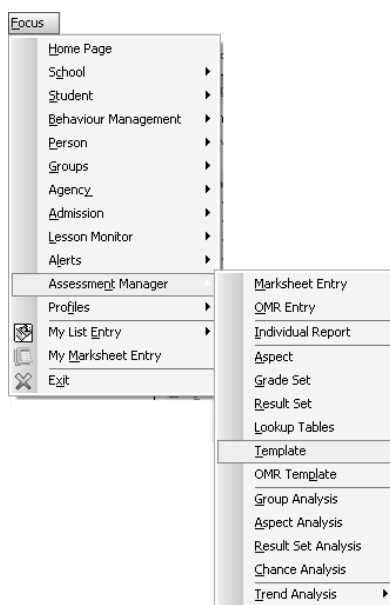 Focus
Home Page
School
Student
Behaviour Management
Person
Groups
Agency
Admission
Lesson Monitor
Alerts
Assessment Manager
Profiles
My List Entry
My Marksheet Entry
Exit
Marksheet Entry
OMR Entry
Individual Report
Aspect
Grade Set
Result Set
Lookup Tables
Template
OMR Template
Group Analysis
Aspect Analysis
Result Set Analysis
Chance Analysis
Trend Analysis